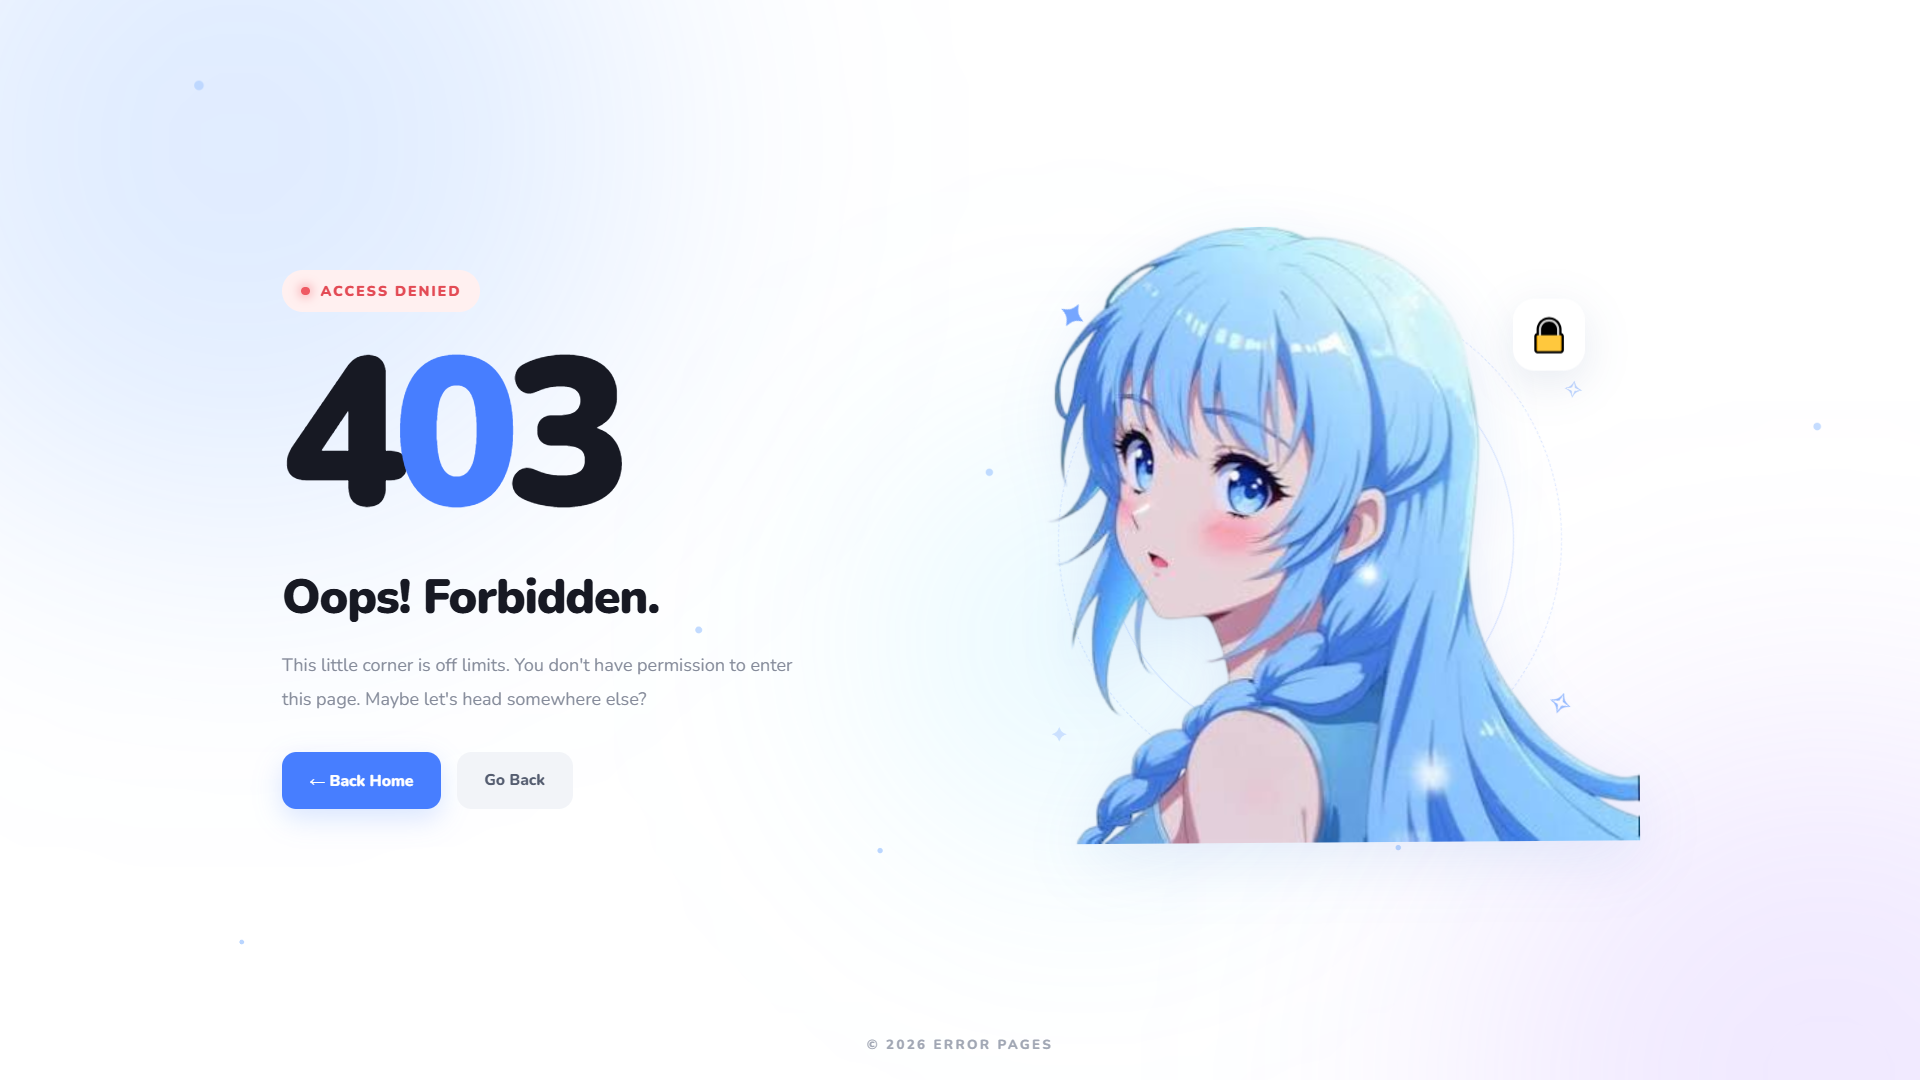 ACCESS DENIED
403
Oops! Forbidden.
This little corner is off limits. You don't have permission to enter
this page. Maybe let's head somewhere else?
← Back Home
Go Back
© 2026 ERROR PAGES